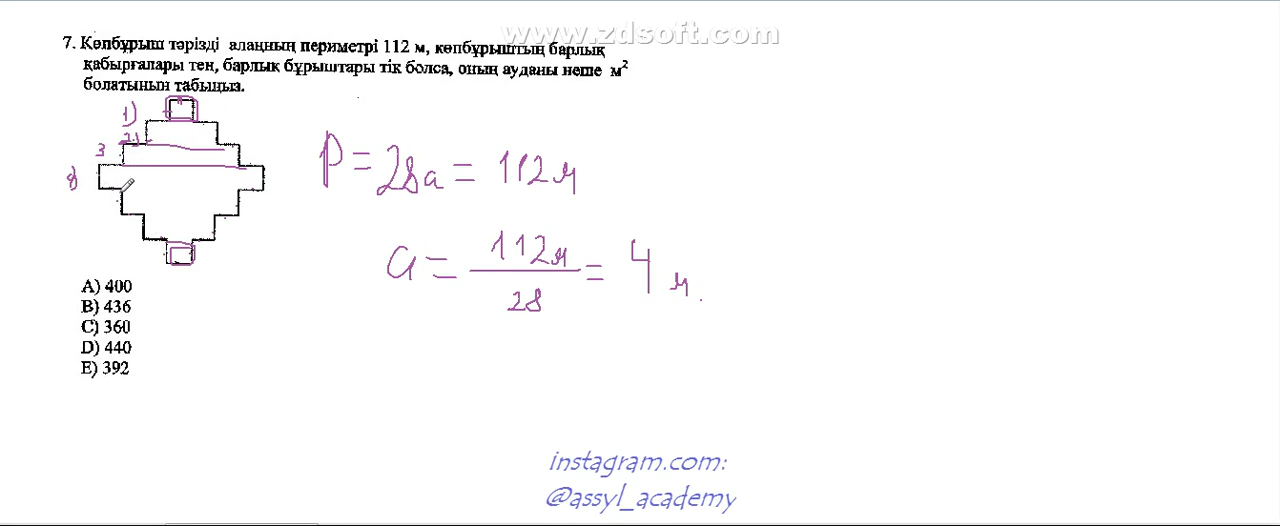 www.zdsoft.com
7. Көпбұрыш тәрізді алаңның периметрі 112 м, көпбұрыштың барлық
қабырғалары тең, барлық бұрыштары тік болса, оның ауданы неше м²
болатынын табыңыз.
1)
3
P = 28a = 112м
a = 112м/28 = 4 м.
A) 400
B) 436
C) 360
D) 440
E) 392
instagram.com:
@assyl_academy